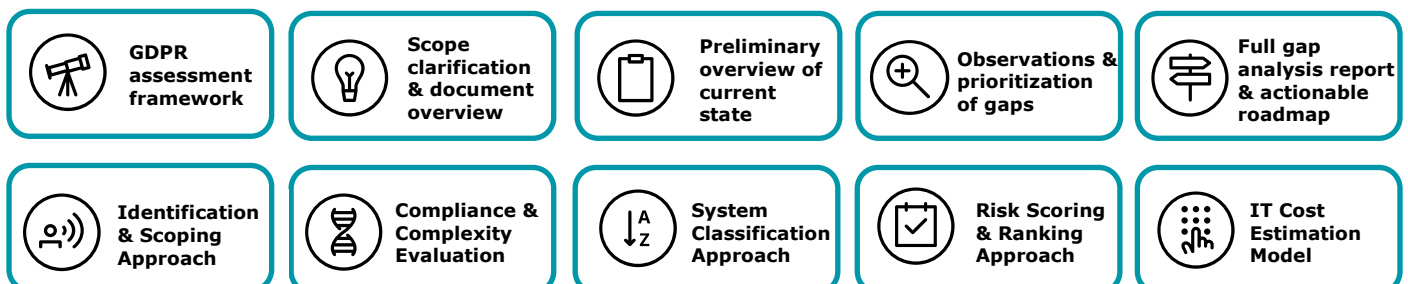 GDPR
assessment
framework
Scope
clarification
& document
overview
Preliminary
overview of
current
state
Observations &
prioritization
of gaps
Full gap
analysis report
& actionable
roadmap
Identification
& Scoping
Approach
Compliance &
Complexity
Evaluation
A
Z
System
Classification
Approach
Risk Scoring
& Ranking
Approach
IT Cost
Estimation
Model